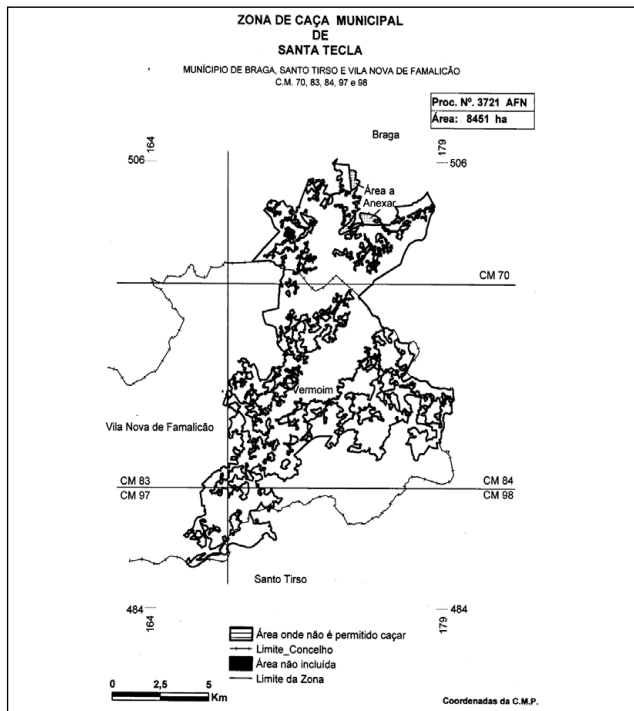 ZONA DE CAÇA MUNICIPAL
DE
SANTA TECLA
MUNÍCIPIO DE BRAGA, SANTO TIRSO E VILA NOVA DE FAMALICÃO
C.M. 70, 83, 84, 97 e 98
Proc. Nº. 3721 AFN
Área: 8451 ha
Braga
164
179
506
506
Área a
Anexar
CM 70
Vermoim
Vila Nova de Famalicão
CM 83
CM 84
CM 97
CM 98
Santo Tirso
484
484
164
179
Área onde não é permitido caçar
Limite_Concelho
Área não incluída
Limite da Zona
0 2,5 5
Km
Coordenadas da C.M.P.